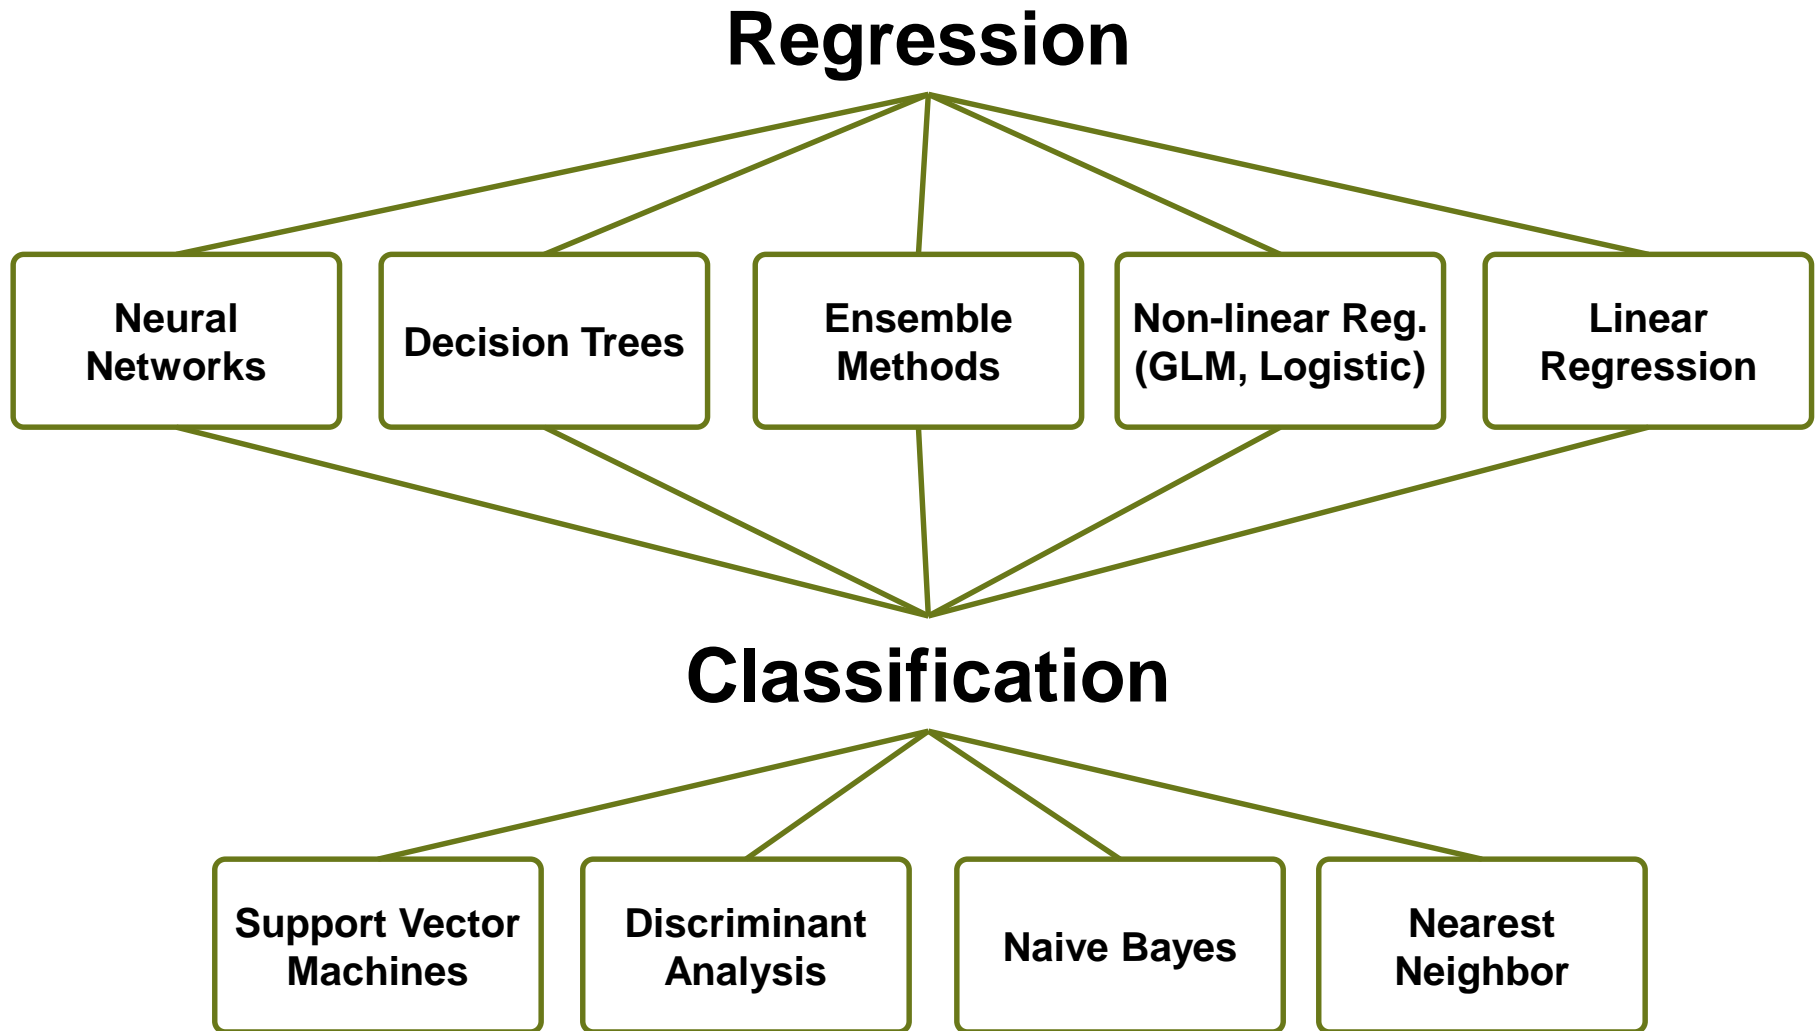 Regression
Neural
Networks
Decision Trees
Ensemble
Methods
Non-linear Reg.
(GLM, Logistic)
Linear
Regression
Classification
Support Vector
Machines
Discriminant
Analysis
Naive Bayes
Nearest
Neighbor